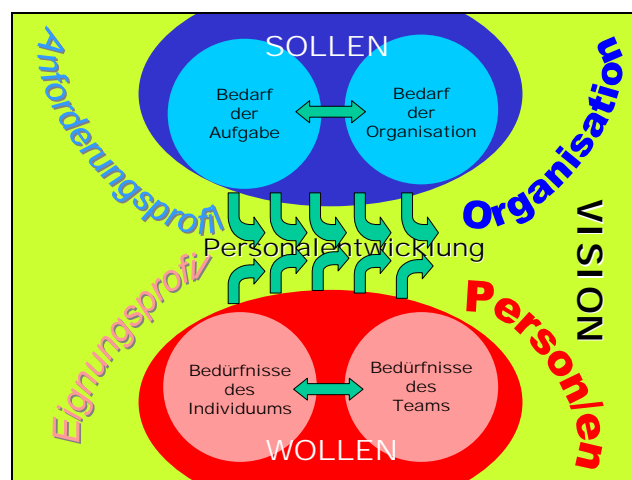 SOLLEN
Bedarf
der
Aufgabe
Bedarf
der
Organisation
Anforderungsprofil
Organisation
Personalentwicklung
VISION
Eignungsprofil
Person/en
Bedürfnisse
des
Individuums
Bedürfnisse
des
Teams
WOLLEN